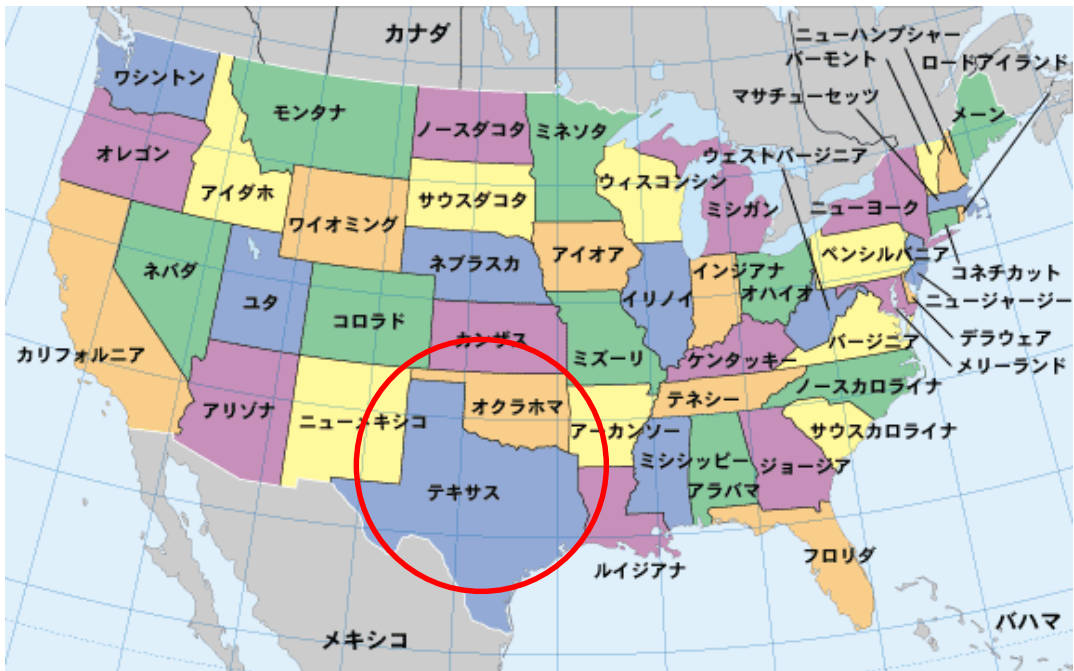 カナダ
ニューハンプシャー
バーモント
ロードアイランド
マサチューセッツ
メーン
ワシントン
モンタナ
ノースダコタ
ミネソタ
オレゴン
ウェストバージニア
アイダホ
サウスダコタ
ウィスコンシン
ミシガン
ニューヨーク
ワイオミング
ネブラスカ
アイオア
ペンシルバニア
ネバダ
インジアナ
オハイオ
コネチカット
ユタ
イリノイ
ニュージャージー
コロラド
カンザス
ミズーリ
バージニア
デラウェア
カリフォルニア
ケンタッキー
メリーランド
アリゾナ
オクラホマ
テネシー
ノースカロライナ
ニューメキシコ
アーカンソー
サウスカロライナ
テキサス
ミシシッピー
ジョージア
アラバマ
ルイジアナ
フロリダ
メキシコ
バハマ